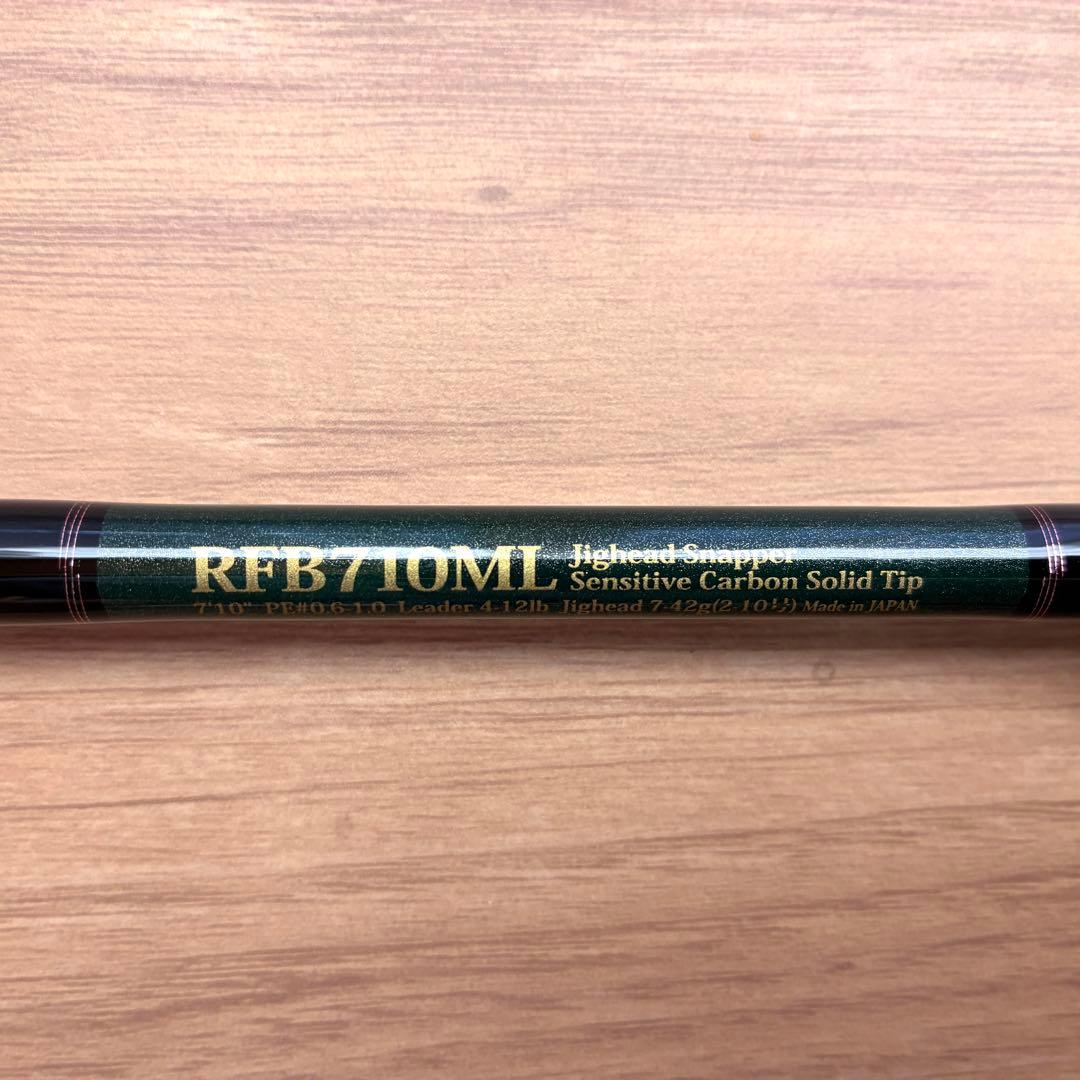 RFB710ML
Jighead Snapper
Sensitive Carbon Solid Tip
7'10" PE#0.6-1.0 Leader 4-12lb Jighead 7-42g(2-10号) Made in JAPAN